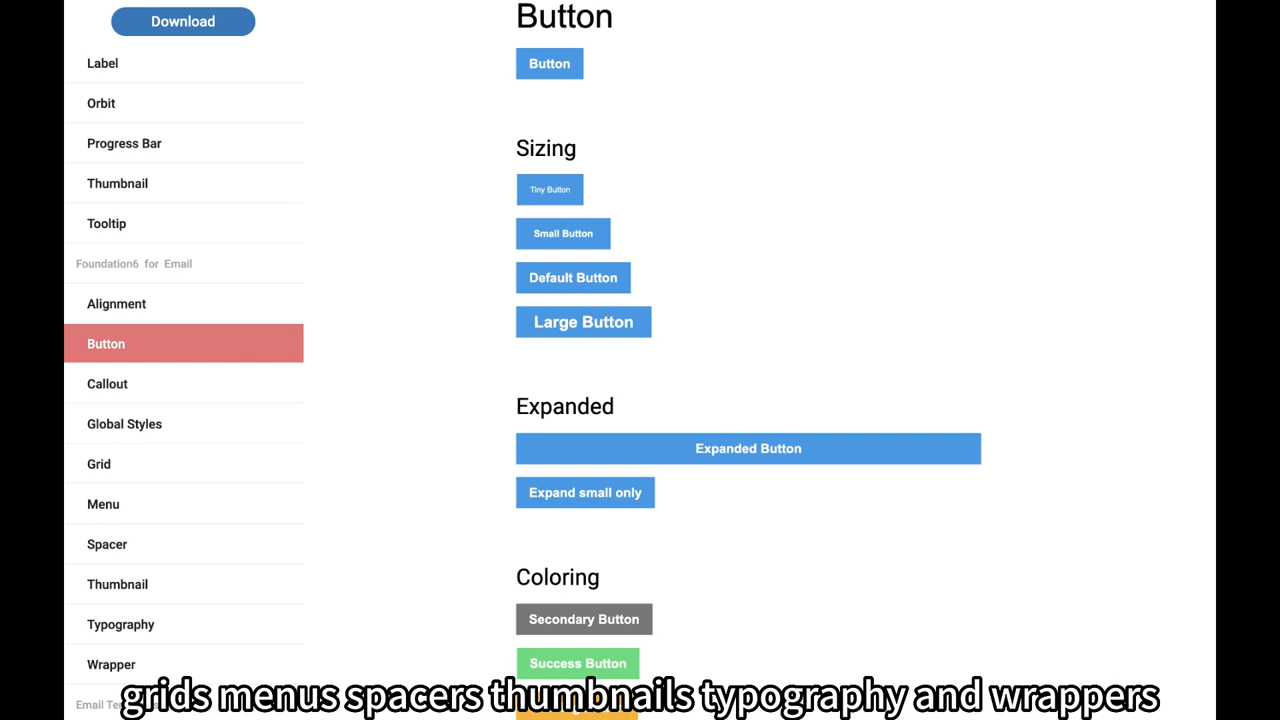 Download
Label
Orbit
Progress Bar
Thumbnail
Tooltip
Foundation6 for Email
Alignment
Button
Callout
Global Styles
Grid
Menu
Spacer
Thumbnail
Typography
Wrapper
Button
Button
Sizing
Tiny Button
Small Button
Default Button
Large Button
Expanded
Expanded Button
Expand small only
Coloring
Secondary Button
Success Button
grids menus spacers thumbnails typography and wrappers